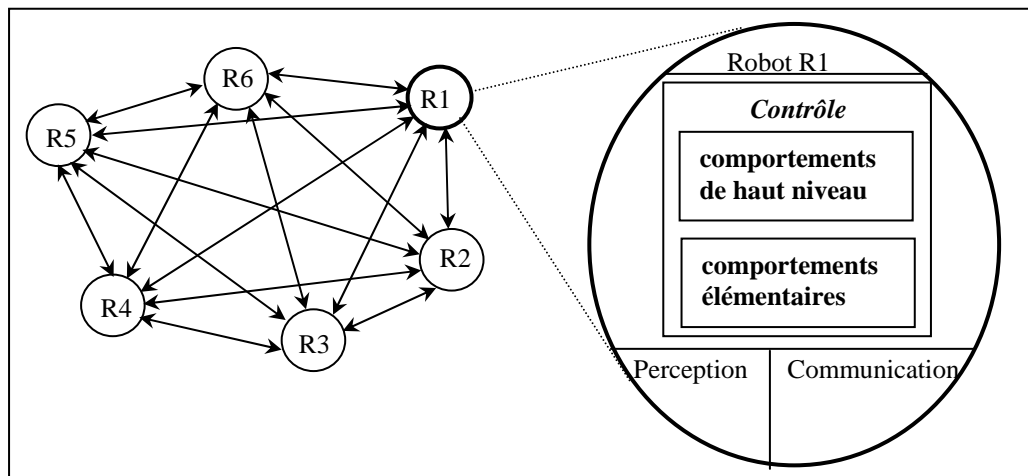 R6
R1
R5
R2
R4
R3
Robot R1
Contrôle
comportements
de haut niveau
comportements
élémentaires
Perception
Communication